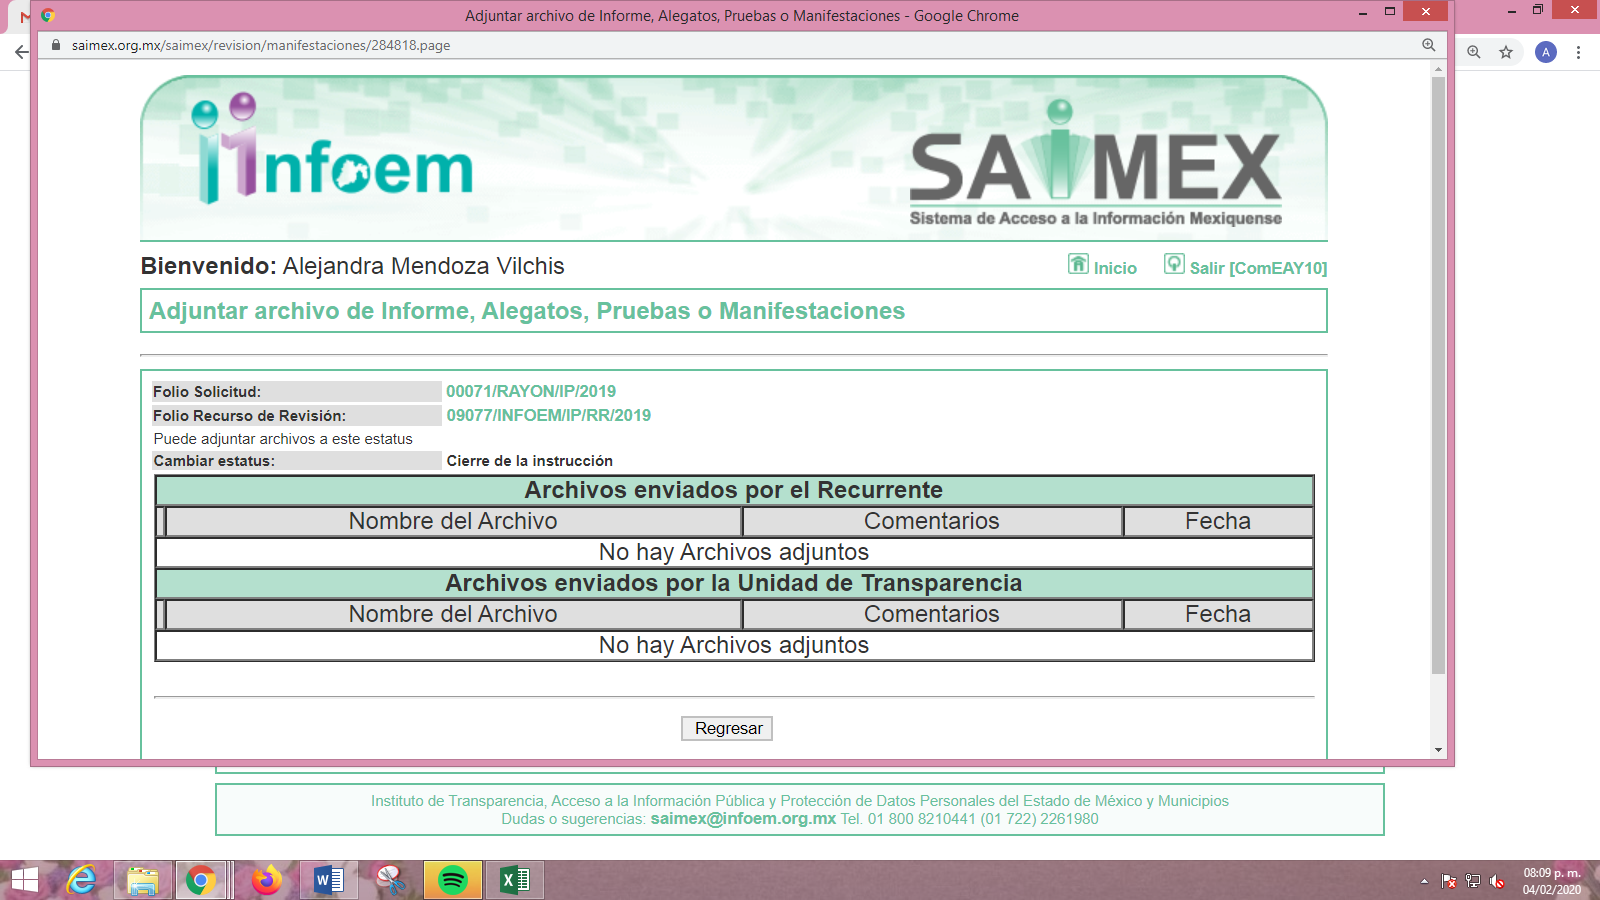 Adjuntar archivo de Informe, Alegatos, Pruebas o Manifestaciones - Google Chrome
saimex.org.mx/saimex/revision/manifestaciones/284818.page
A
infoem
SAIMEX
Sistema de Acceso a la Información Mexiquense
Bienvenido: Alejandra Mendoza Vilchis
Inicio
Salir [ComEAY10]
Adjuntar archivo de Informe, Alegatos, Pruebas o Manifestaciones
Folio Solicitud: 00071/RAYON/IP/2019
Folio Recurso de Revisión: 09077/INFOEM/IP/RR/2019
Puede adjuntar archivos a este estatus
Cambiar estatus: Cierre de la instrucción
Archivos enviados por el Recurrente
Nombre del Archivo Comentarios Fecha
No hay Archivos adjuntos
Archivos enviados por la Unidad de Transparencia
Nombre del Archivo Comentarios Fecha
No hay Archivos adjuntos
Regresar
Instituto de Transparencia, Acceso a la Información Pública y Protección de Datos Personales del Estado de México y Municipios
Dudas o sugerencias: saimex@infoem.org.mx Tel. 01 800 8210441 (01 722) 2261980
08:09 p. m.
04/02/2020